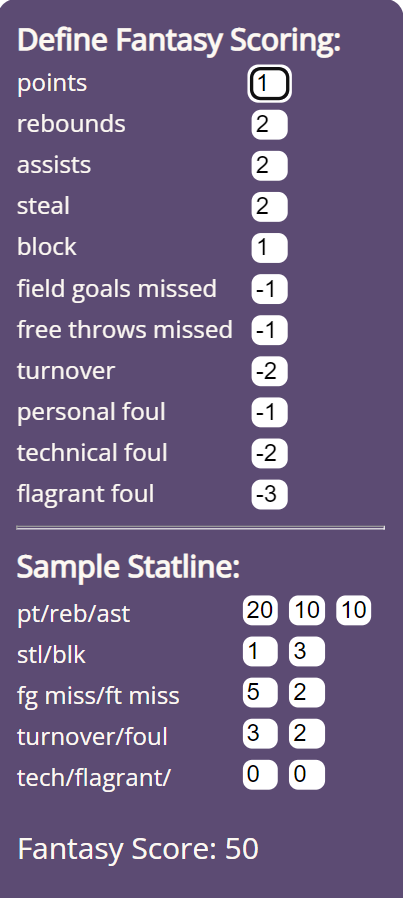 Define Fantasy Scoring:
points 1
rebounds 2
assists 2
steal 2
block 1
field goals missed -1
free throws missed -1
turnover -2
personal foul -1
technical foul -2
flagrant foul -3
Sample Statline:
pt/reb/ast 20 10 10
stl/blk 1 3
fg miss/ft miss 5 2
turnover/foul 3 2
tech/flagrant/ 0 0
Fantasy Score: 50